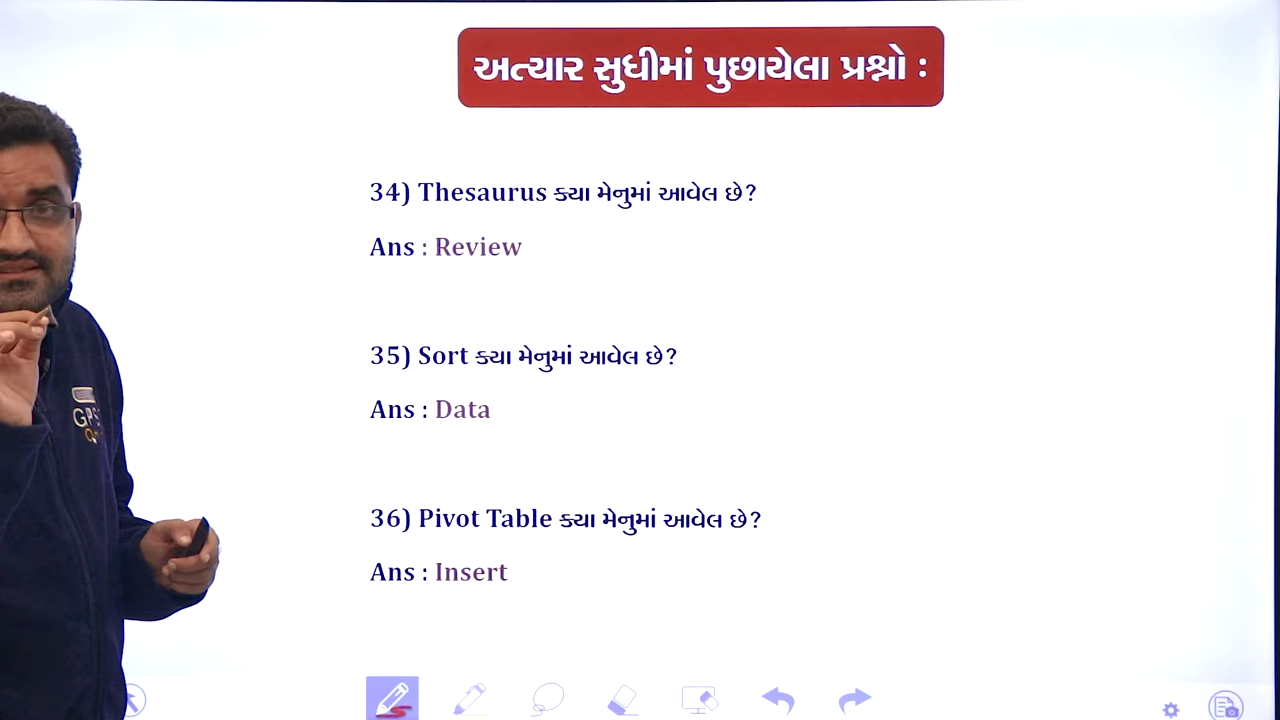 અત્યાર સુધીમાં પુછાયેલા પ્રશ્નો :
34) Thesaurus ક્યા મેનુમાં આવેલ છે?
Ans : Review
35) Sort ક્યા મેનુમાં આવેલ છે?
Ans : Data
36) Pivot Table ક્યા મેનુમાં આવેલ છે?
Ans : Insert